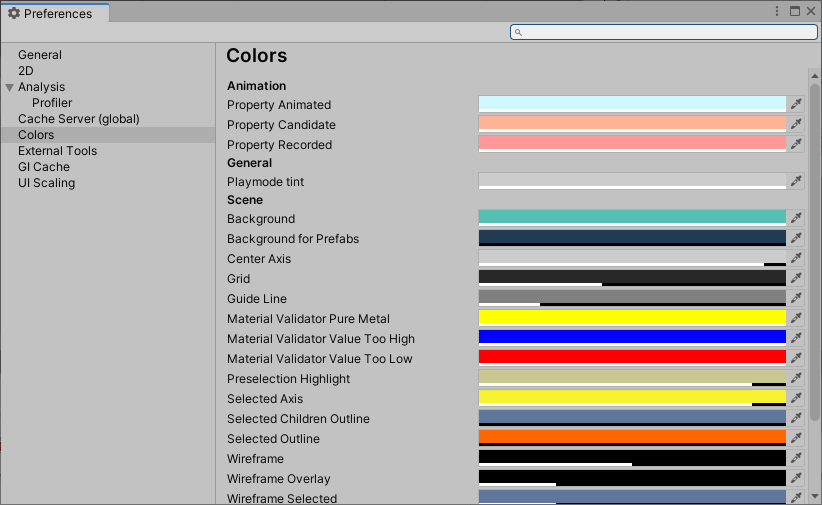 Preferences
General
2D
Analysis
Profiler
Cache Server (global)
Colors
External Tools
GI Cache
UI Scaling
Colors
Animation
Property Animated
Property Candidate
Property Recorded
General
Playmode tint
Scene
Background
Background for Prefabs
Center Axis
Grid
Guide Line
Material Validator Pure Metal
Material Validator Value Too High
Material Validator Value Too Low
Preselection Highlight
Selected Axis
Selected Children Outline
Selected Outline
Wireframe
Wireframe Overlay
Wireframe Selected